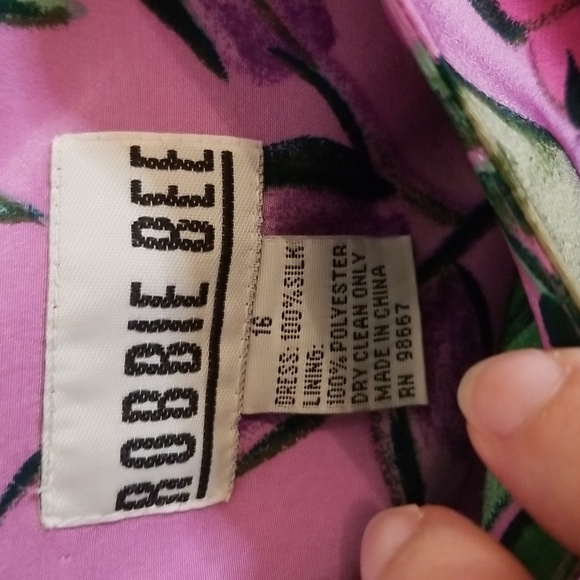 ROBBIE BEE
16
DRESS: 100%SILK
LINING:
100% POLYESTER
DRY CLEAN ONLY
MADE IN CHINA
RN 98667